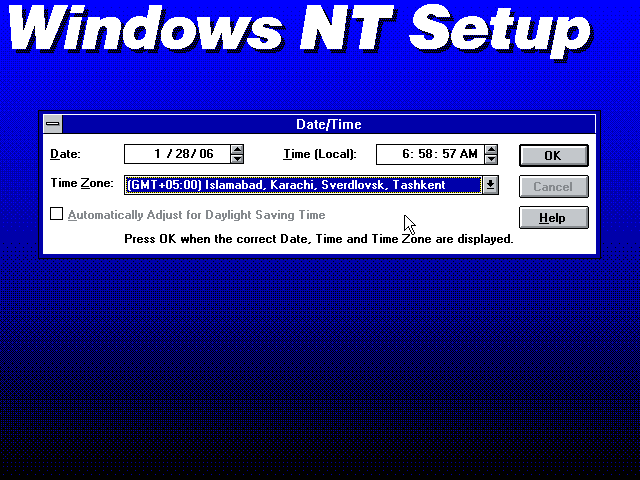 Windows NT Setup
Date/Time
Date: 1 / 28 / 06 Time (Local): 6: 58: 57 AM OK
Time Zone: (GMT+05:00) Islamabad, Karachi, Sverdlovsk, Tashkent Cancel
Automatically Adjust for Daylight Saving Time Help
Press OK when the correct Date, Time and Time Zone are displayed.